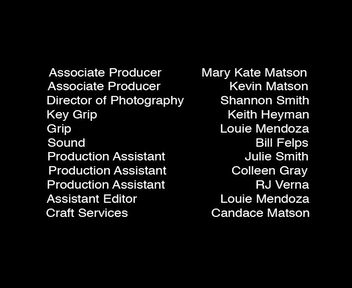 Associate Producer Mary Kate Matson
Associate Producer Kevin Matson
Director of Photography Shannon Smith
Key Grip Keith Heyman
Grip Louie Mendoza
Sound Bill Felps
Production Assistant Julie Smith
Production Assistant Colleen Gray
Production Assistant RJ Verna
Assistant Editor Louie Mendoza
Craft Services Candace Matson